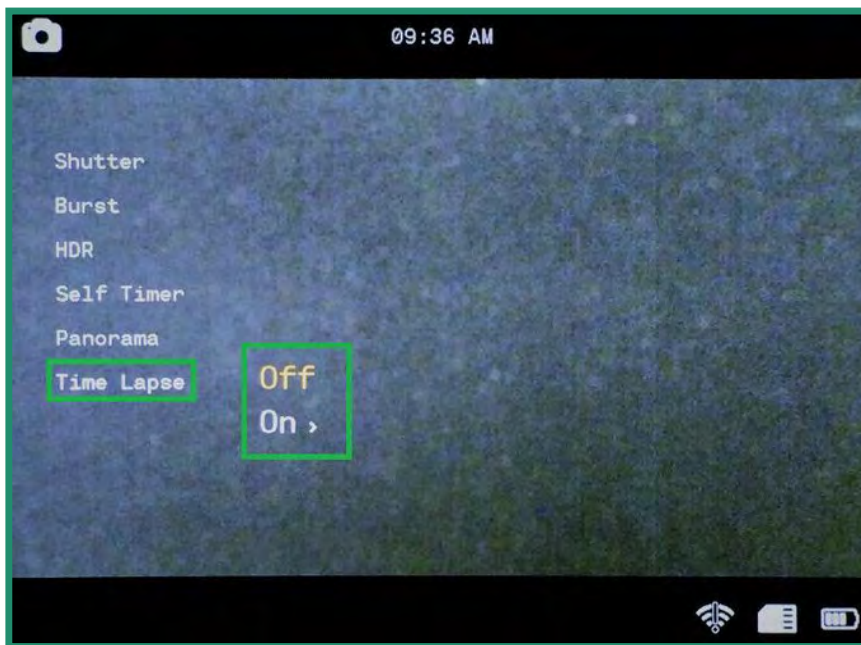 09:36 AM
Shutter
Burst
HDR
Self Timer
Panorama
Time Lapse
Off
On ›